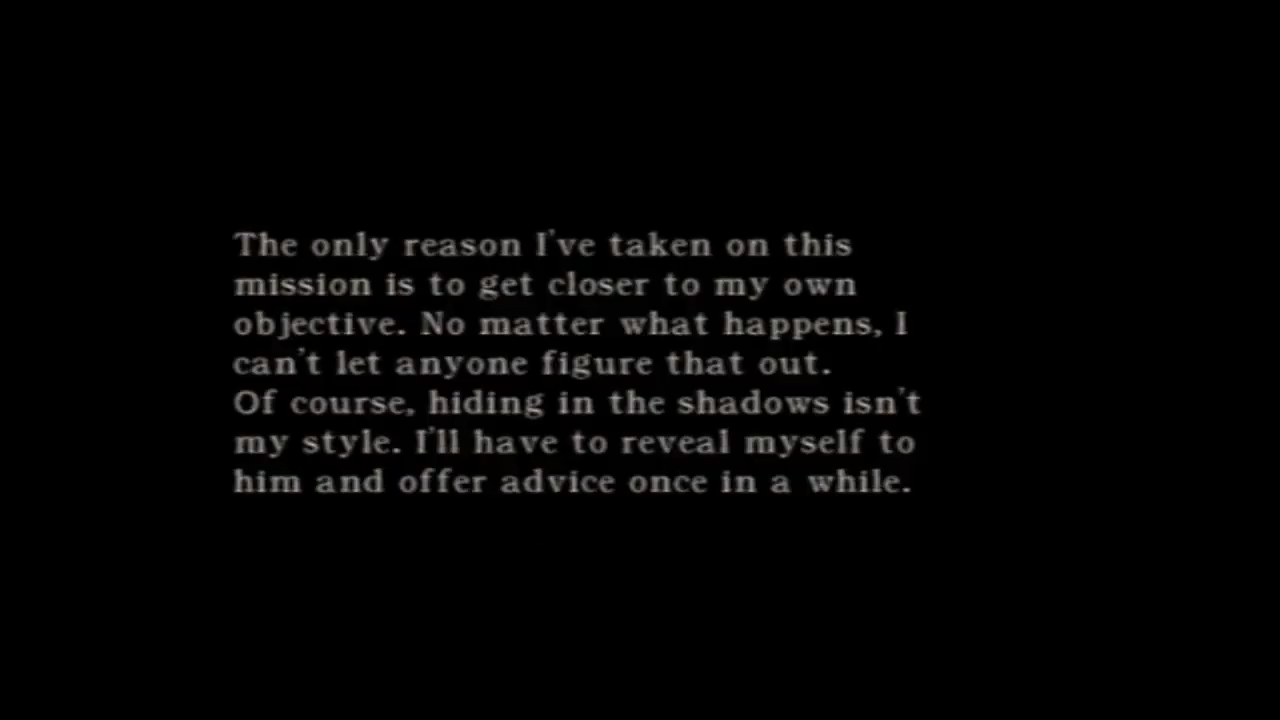 The only reason I've taken on this
mission is to get closer to my own
objective. No matter what happens, I
can't let anyone figure that out.
Of course, hiding in the shadows isn't
my style. I'll have to reveal myself to
him and offer advice once in a while.